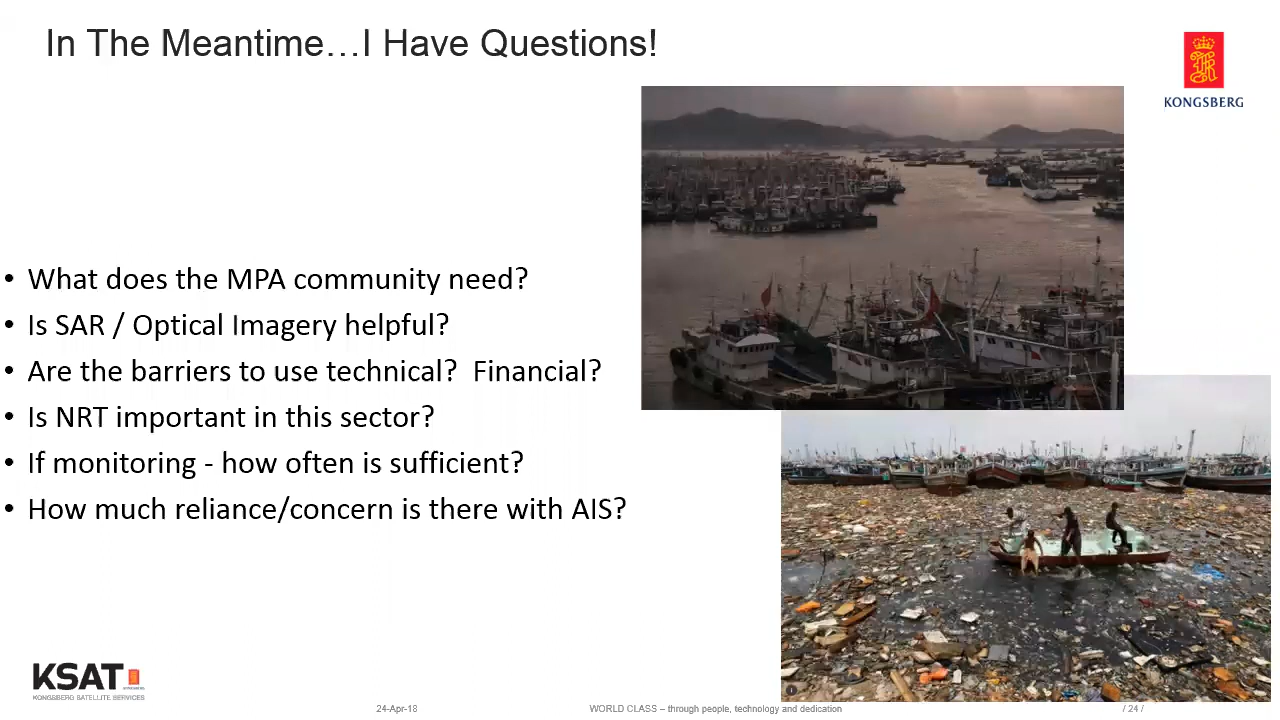 In The Meantime…I Have Questions!
KONGSBERG
• What does the MPA community need?
• Is SAR / Optical Imagery helpful?
• Are the barriers to use technical?  Financial?
• Is NRT important in this sector?
• If monitoring - how often is sufficient?
• How much reliance/concern is there with AIS?
KSAT
KONGSBERG SATELLITE SERVICES
24-Apr-18
WORLD CLASS – through people, technology and dedication
/ 24 /